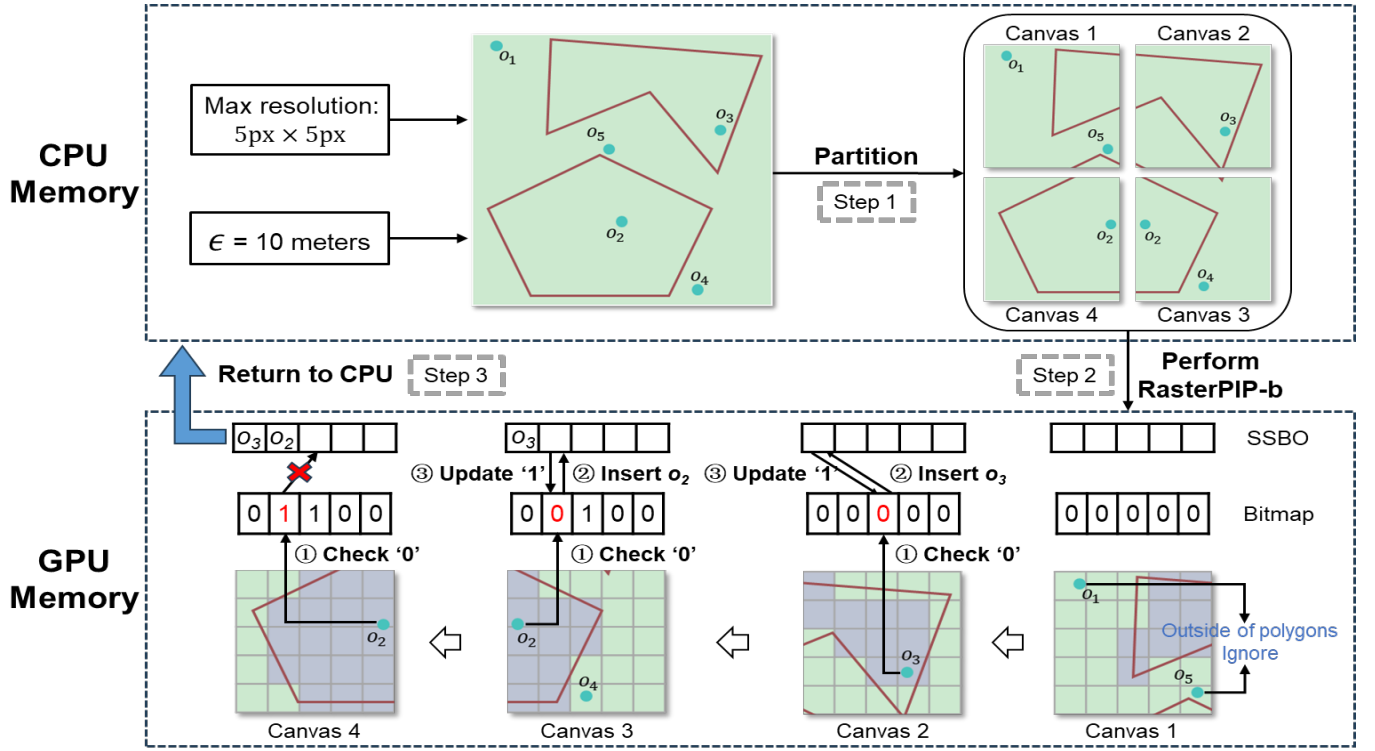 CPU
Memory
Max resolution:
5px × 5px
ϵ = 10 meters
o1
o3
o5
o2
o4
Partition
Step 1
Canvas 1
Canvas 2
o1
o5
o3
o2
o2
o4
Canvas 4
Canvas 3
Return to CPU
Step 3
Step 2
Perform
RasterPIP-b
GPU
Memory
o3 o2
o3
SSBO
③ Update ‘1’
② Insert o2
③ Update ‘1’
② Insert o3
0 1 1 0 0
0 0 1 0 0
0 0 0 0 0
0 0 0 0 0
Bitmap
① Check ‘0’
① Check ‘0’
① Check ‘0’
o2
o2
o4
o3
o1
Outside of polygons
Ignore
o5
Canvas 4
Canvas 3
Canvas 2
Canvas 1